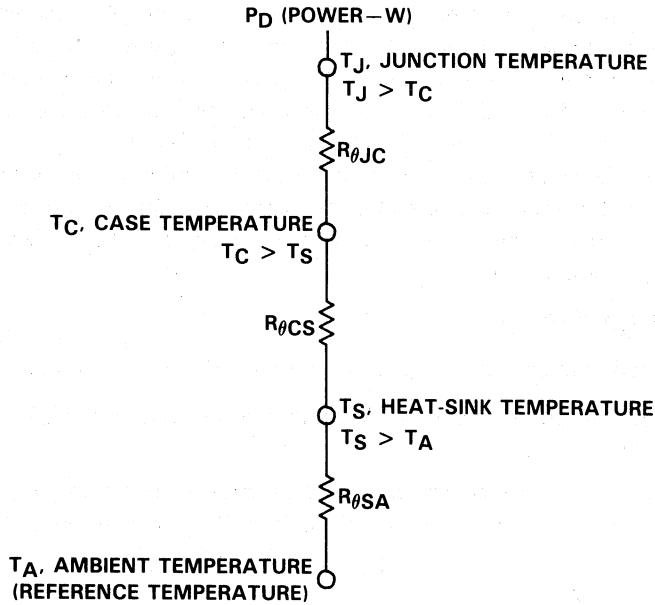 PD (POWER–W)
TJ, JUNCTION TEMPERATURE
TJ > TC
RθJC
TC, CASE TEMPERATURE
TC > TS
RθCS
TS, HEAT-SINK TEMPERATURE
TS > TA
RθSA
TA, AMBIENT TEMPERATURE
(REFERENCE TEMPERATURE)